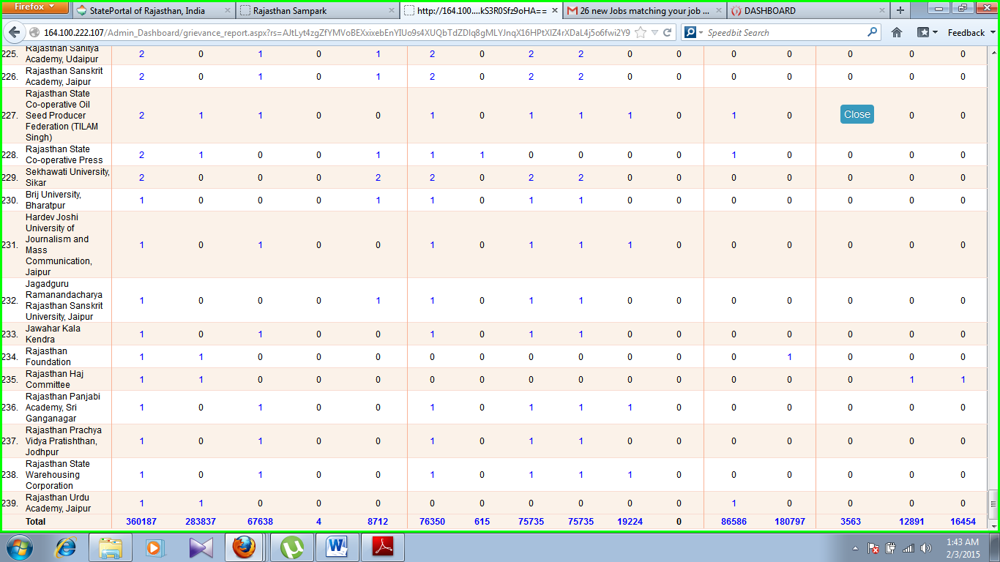 Firefox
StatePortal of Rajasthan, India
Rajasthan Sampark
http://164.100....kS3R0Sfz9oHA==
26 new Jobs matching your job ...
DASHBOARD
Feedback
Speedbit Search
225. Rajasthan Sahitya
Academy, Udaipur 2 0 1 0 1 2 0 2 2 0 0 0 0 0 0 0
226. Rajasthan Sanskrit
Academy, Jaipur 2 0 1 0 1 2 0 2 2 0 0 0 0 0 0 0
227. Rajasthan State
Co-operative Oil
Seed Producer
Federation (TILAM
Singh) 2 1 1 0 0 1 0 1 1 1 0 1 0 Close 0 0
228. Rajasthan State
Co-operative Press 2 1 0 0 1 1 1 0 0 0 0 1 0 0 0 0
229. Sekhawati University,
Sikar 2 0 0 0 2 2 0 2 2 0 0 0 0 0 0 0
230. Brij University,
Bharatpur 1 0 0 0 1 1 0 1 1 0 0 0 0 0 0 0
231. Hardev Joshi
University of
Journalism and
Mass
Communication,
Jaipur 1 0 1 0 0 1 0 1 1 1 0 0 0 0 0 0
232. Jagadguru
Ramanandacharya
Rajasthan Sanskrit
University, Jaipur 1 0 0 0 1 1 0 1 1 0 0 0 0 0 0 0
233. Jawahar Kala
Kendra 1 0 1 0 0 1 0 1 1 0 0 0 0 0 0 0
234. Rajasthan
Foundation 1 1 0 0 0 0 0 0 0 0 0 0 1 0 0 0
235. Rajasthan Haj
Committee 1 1 0 0 0 0 0 0 0 0 0 0 0 0 1 1
236. Rajasthan Panjabi
Academy, Sri
Ganganagar 1 0 1 0 0 1 0 1 1 1 0 0 0 0 0 0
237. Rajasthan Prachya
Vidya Pratishthan,
Jodhpur 1 0 1 0 0 1 0 1 1 0 0 0 0 0 0 0
238. Rajasthan State
Warehousing
Corporation 1 0 1 0 0 1 0 1 1 1 0 0 0 0 0 0
239. Rajasthan Urdu
Academy, Jaipur 1 1 0 0 0 0 0 0 0 0 0 1 0 0 0 0
Total 360187 283837 67638 4 8712 76350 615 75735 75735 19224 0 86586 180797 3563 12891 16454
1:43 AM
2/3/2015